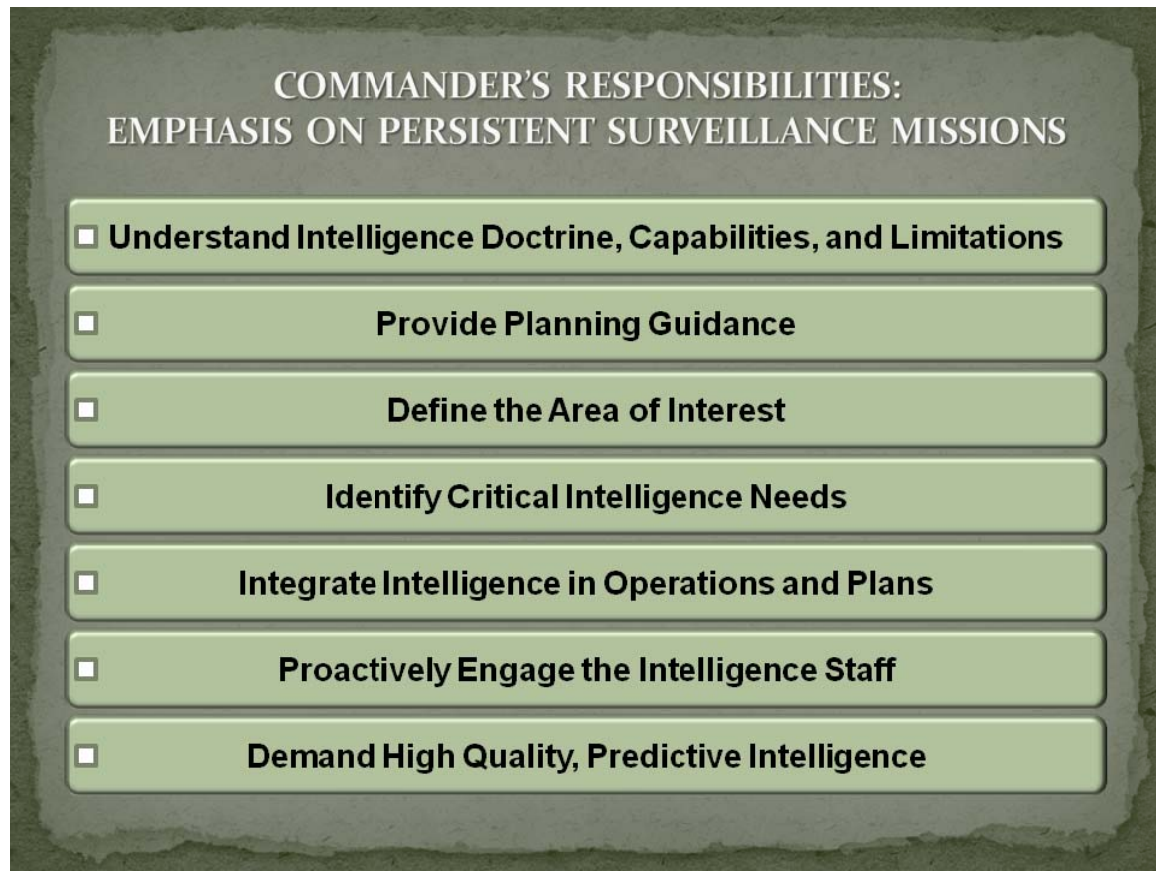 COMMANDER'S RESPONSIBILITIES:
EMPHASIS ON PERSISTENT SURVEILLANCE MISSIONS
Understand Intelligence Doctrine, Capabilities, and Limitations
Provide Planning Guidance
Define the Area of Interest
Identify Critical Intelligence Needs
Integrate Intelligence in Operations and Plans
Proactively Engage the Intelligence Staff
Demand High Quality, Predictive Intelligence